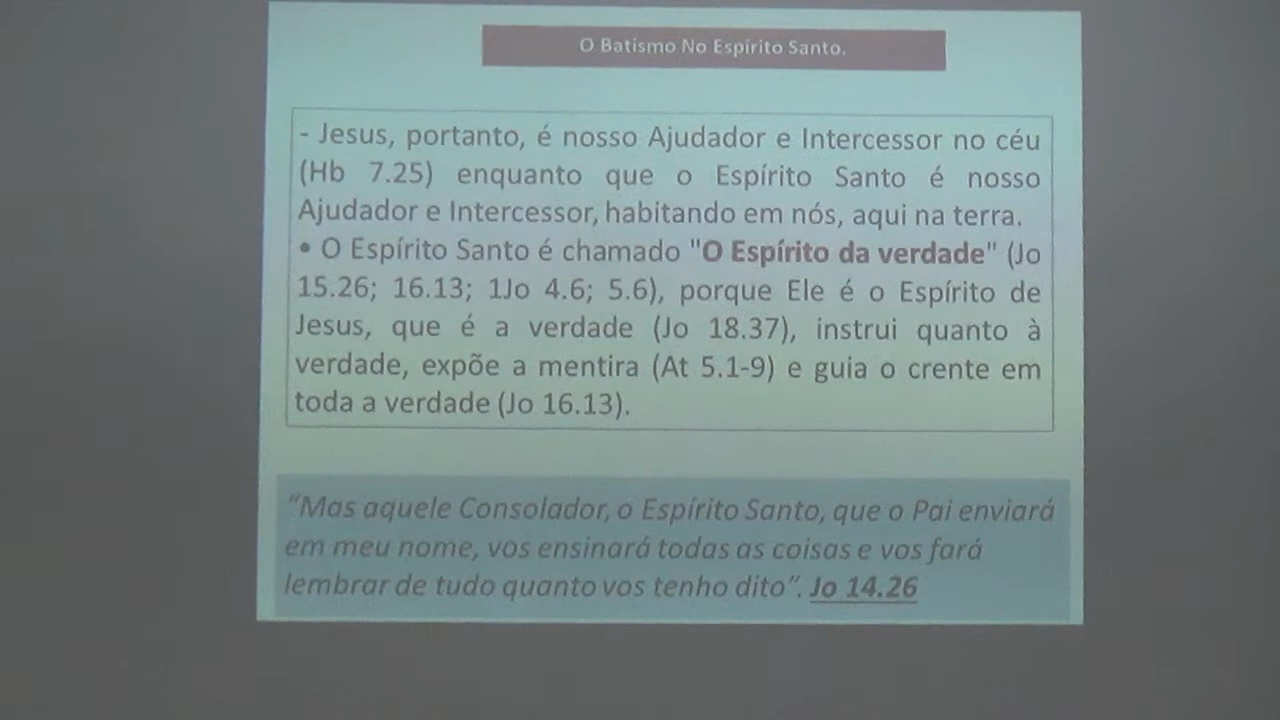 O Batismo No Espírito Santo.
- Jesus, portanto, é nosso Ajudador e Intercessor no céu
(Hb 7.25) enquanto que o Espírito Santo é nosso
Ajudador e Intercessor, habitando em nós, aqui na terra.
• O Espírito Santo é chamado "O Espírito da verdade" (Jo
15.26; 16.13; 1Jo 4.6; 5.6), porque Ele é o Espírito de
Jesus, que é a verdade (Jo 18.37), instrui quanto à
verdade, expõe a mentira (At 5.1-9) e guia o crente em
toda a verdade (Jo 16.13).
“Mas aquele Consolador, o Espírito Santo, que o Pai enviará
em meu nome, vos ensinará todas as coisas e vos fará
lembrar de tudo quanto vos tenho dito”. Jo 14.26